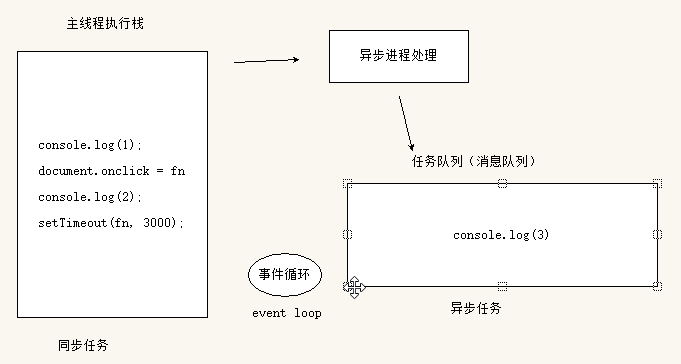 主线程执行栈
异步进程处理
console.log(1);
document.onclick = fn
console.log(2);
setTimeout(fn, 3000);
任务队列（消息队列）
console.log(3)
事件循环
event loop
异步任务
同步任务